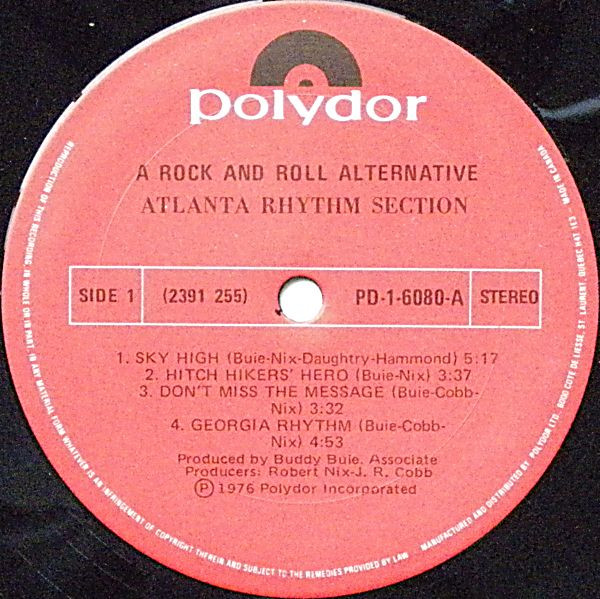 polydor
A ROCK AND ROLL ALTERNATIVE
ATLANTA RHYTHM SECTION
SIDE 1 (2391 255) PD-1-6080-A STEREO
1. SKY HIGH (Buie-Nix-Daughtry-Hammond) 5:17
2. HITCH HIKERS' HERO (Buie-Nix) 3:37
3. DON'T MISS THE MESSAGE (Buie-Cobb-
Nix) 3:32
4. GEORGIA RHYTHM (Buie-Cobb-
Nix) 4:53
Produced by Buddy Buie. Associate
Producers: Robert Nix-J. R. Cobb
Ⓟ 1976 Polydor Incorporated
REPRODUCTION OF THIS RECORDING IN WHOLE OR IN PART, IN ANY MATERIAL FORM WHATEVER IS AN INFRINGEMENT OF COPYRIGHT THEREIN AND SUBJECT TO THE REMEDIES PROVIDED BY LAW
MANUFACTURED AND DISTRIBUTED BY POLYDOR LTD. 6000 COTE DE LIESSE, ST. LAURENT, QUEBEC H4T 1E3
MADE IN CANADA